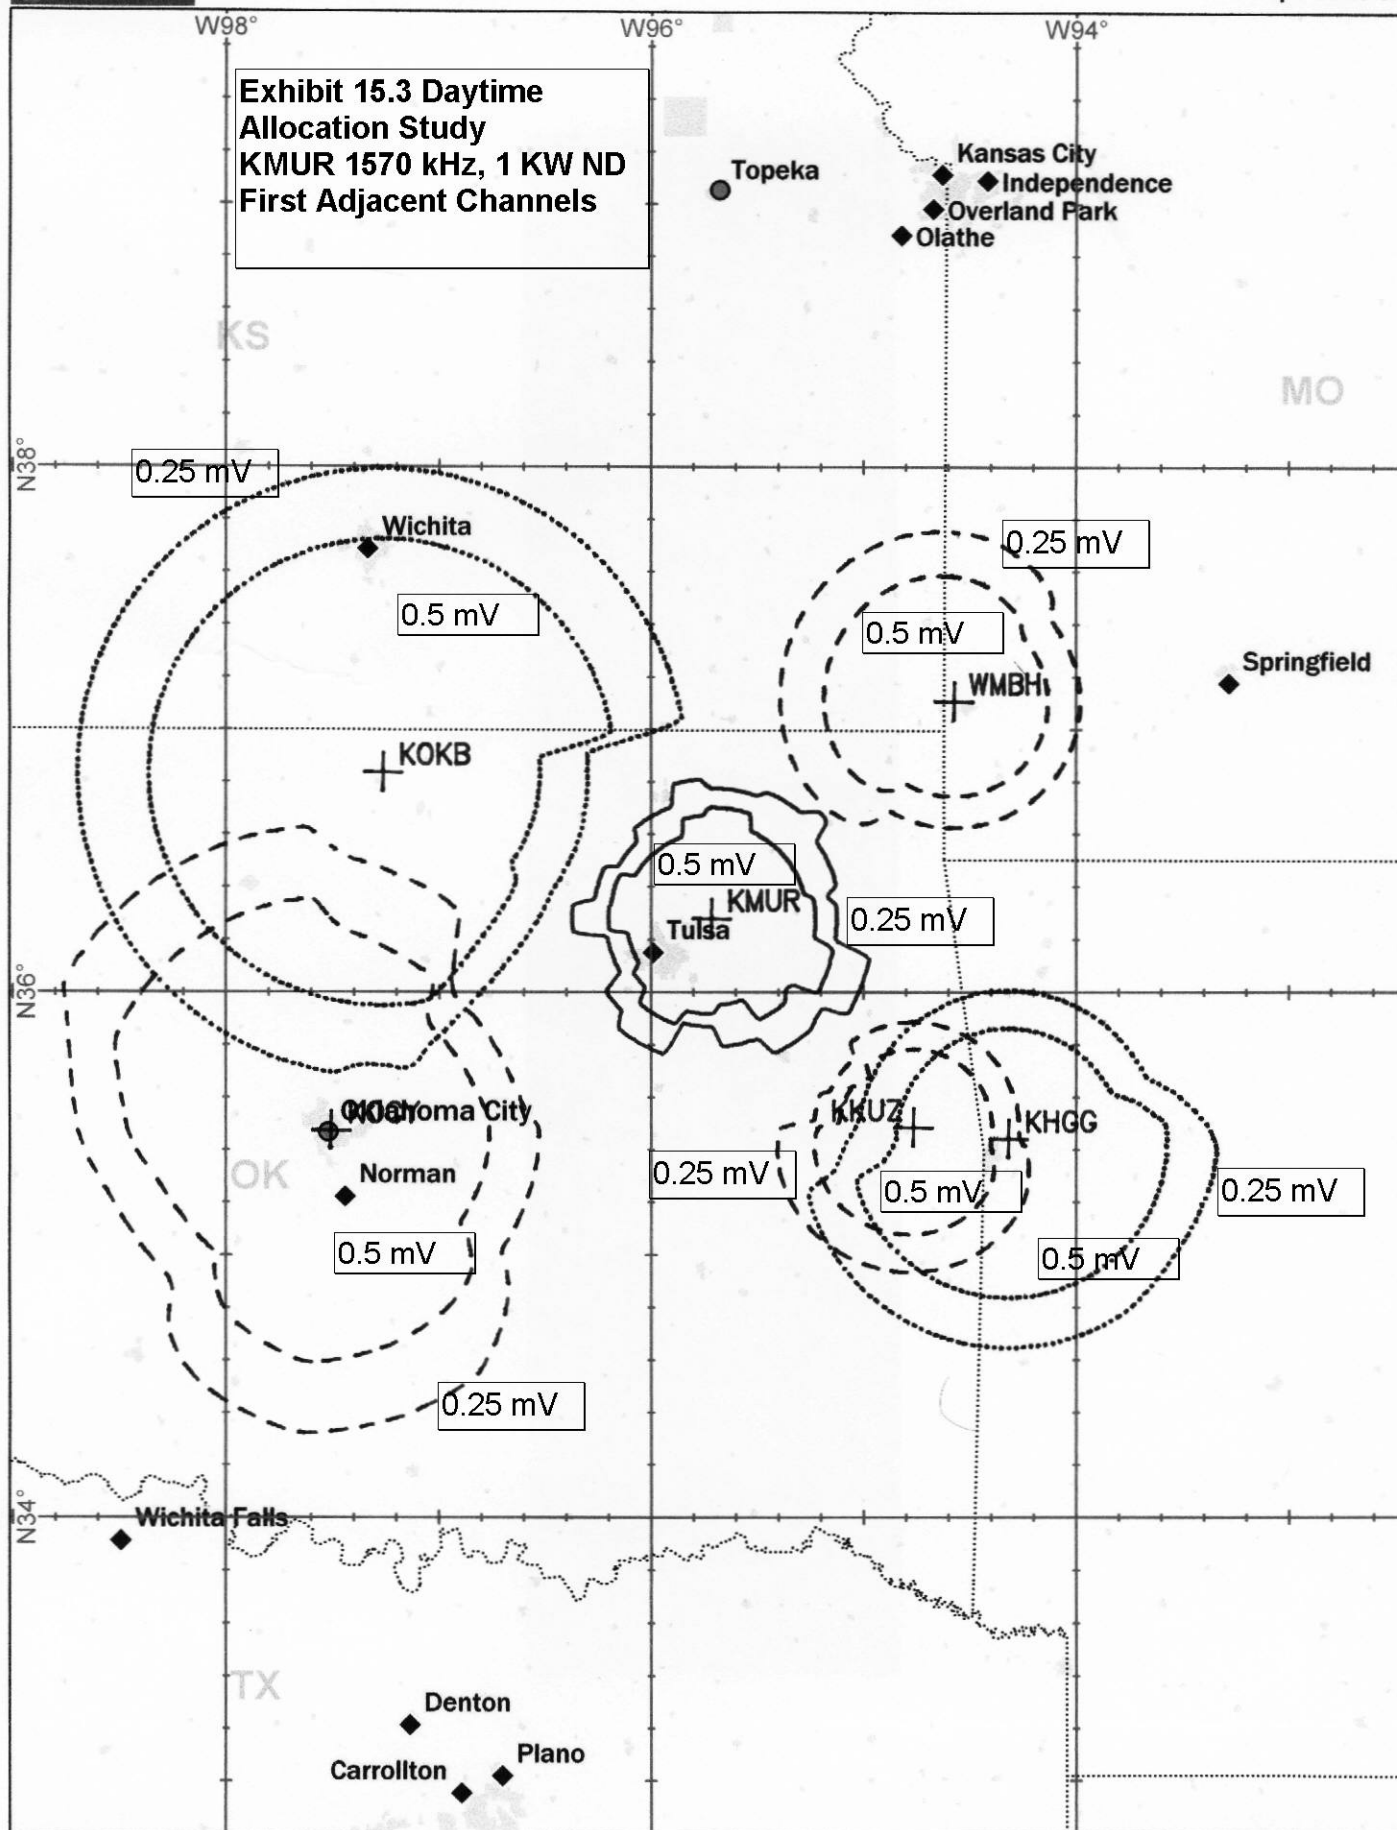 W98°
W96°
W94°
Exhibit 15.3 Daytime
Allocation Study
KMUR 1570 kHz, 1 KW ND
First Adjacent Channels
Topeka
Kansas City
Independence
Overland Park
Olathe
KS
MO
N38°
0.25 mV
Wichita
0.5 mV
0.25 mV
0.5 mV
WMBH
Springfield
KOKB
0.5 mV
KMUR
0.25 mV
Tulsa
N36°
Oklahoma City
KKUZ
KHGG
OK
Norman
0.25 mV
0.5 mV
0.25 mV
0.5 mV
0.5 mV
0.25 mV
N34°
Wichita Falls
TX
Denton
Plano
Carrollton